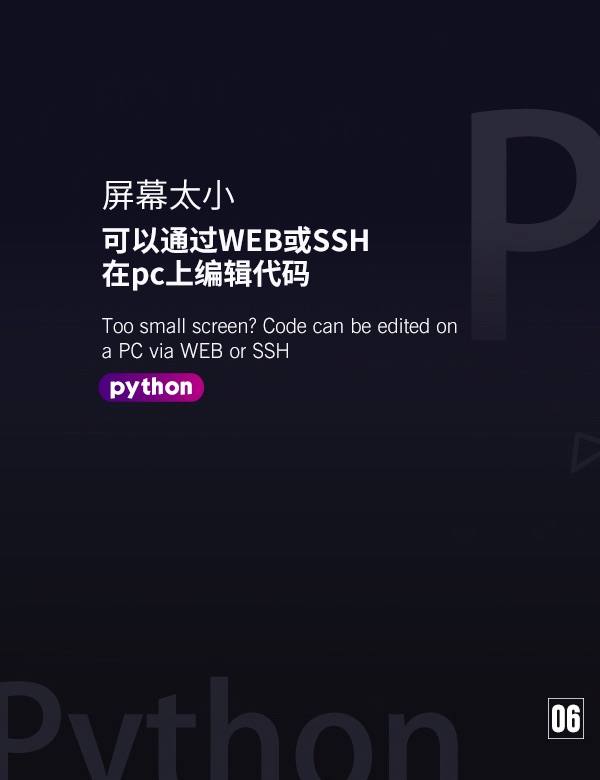 屏幕太小
可以通过WEB或SSH
在pc上编辑代码
Too small screen? Code can be edited on
a PC via WEB or SSH
python
P
Python
06